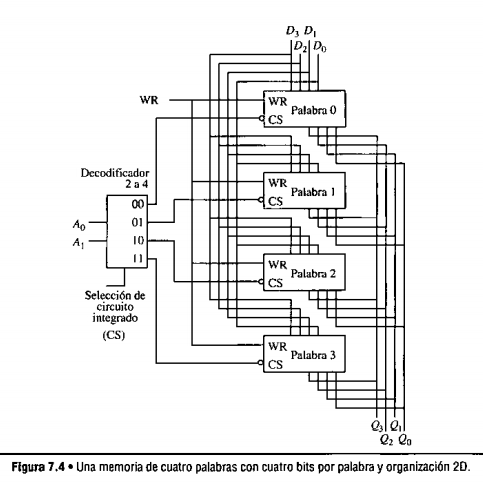 D3 D1
D2 D0
WR
WR
Palabra 0
CS
Decodificador
2 a 4
00
01
10
11
A0
A1
Selección de
circuito
integrado
(CS)
WR
Palabra 1
CS
WR
Palabra 2
CS
WR
Palabra 3
CS
Q3 Q1
Q2 Q0
Figura 7.4 • Una memoria de cuatro palabras con cuatro bits por palabra y organización 2D.